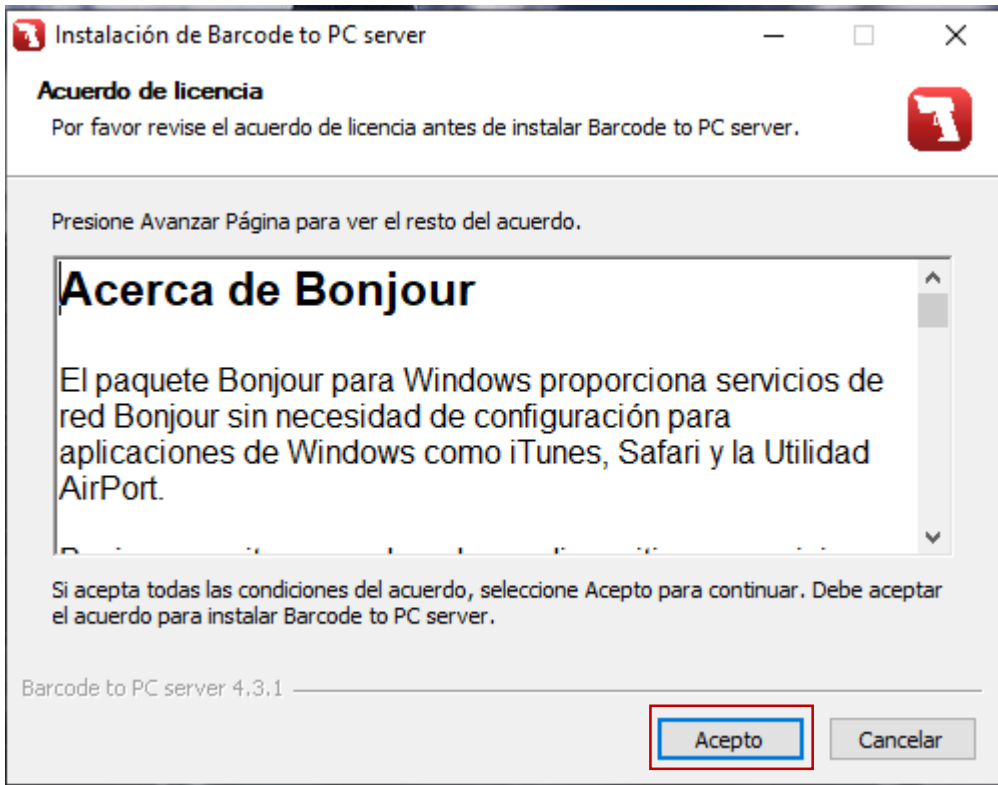 Instalación de Barcode to PC server
Acuerdo de licencia
Por favor revise el acuerdo de licencia antes de instalar Barcode to PC server.
Presione Avanzar Página para ver el resto del acuerdo.
Acerca de Bonjour
El paquete Bonjour para Windows proporciona servicios de
red Bonjour sin necesidad de configuración para
aplicaciones de Windows como iTunes, Safari y la Utilidad
AirPort.
Si acepta todas las condiciones del acuerdo, seleccione Acepto para continuar. Debe aceptar
el acuerdo para instalar Barcode to PC server.
Barcode to PC server 4.3.1
Acepto
Cancelar